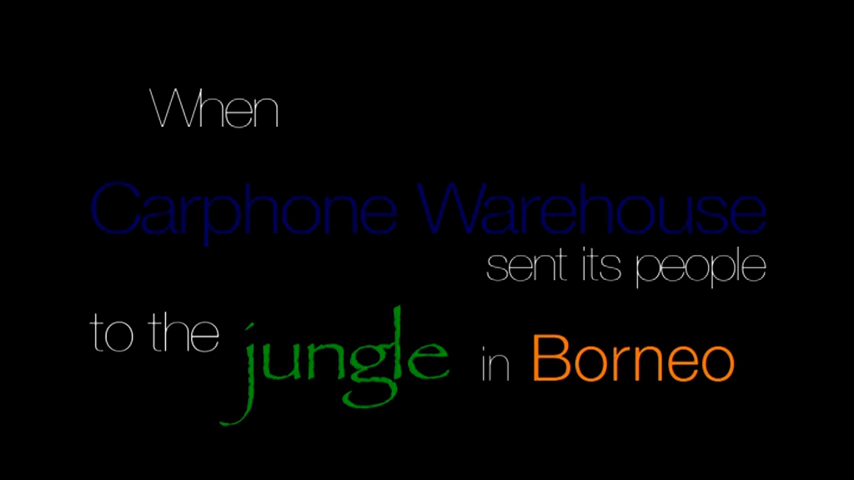 When
Carphone Warehouse
sent its people
to the jungle in Borneo